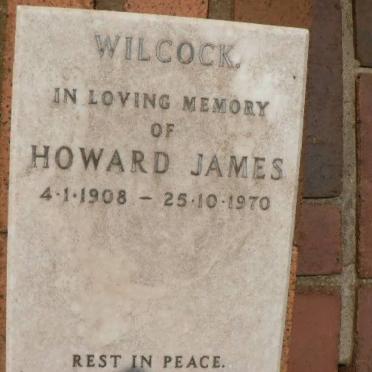 WILCOCK.
IN LOVING MEMORY
OF
HOWARD JAMES
4·1·1908 – 25·10·1970
REST IN PEACE.